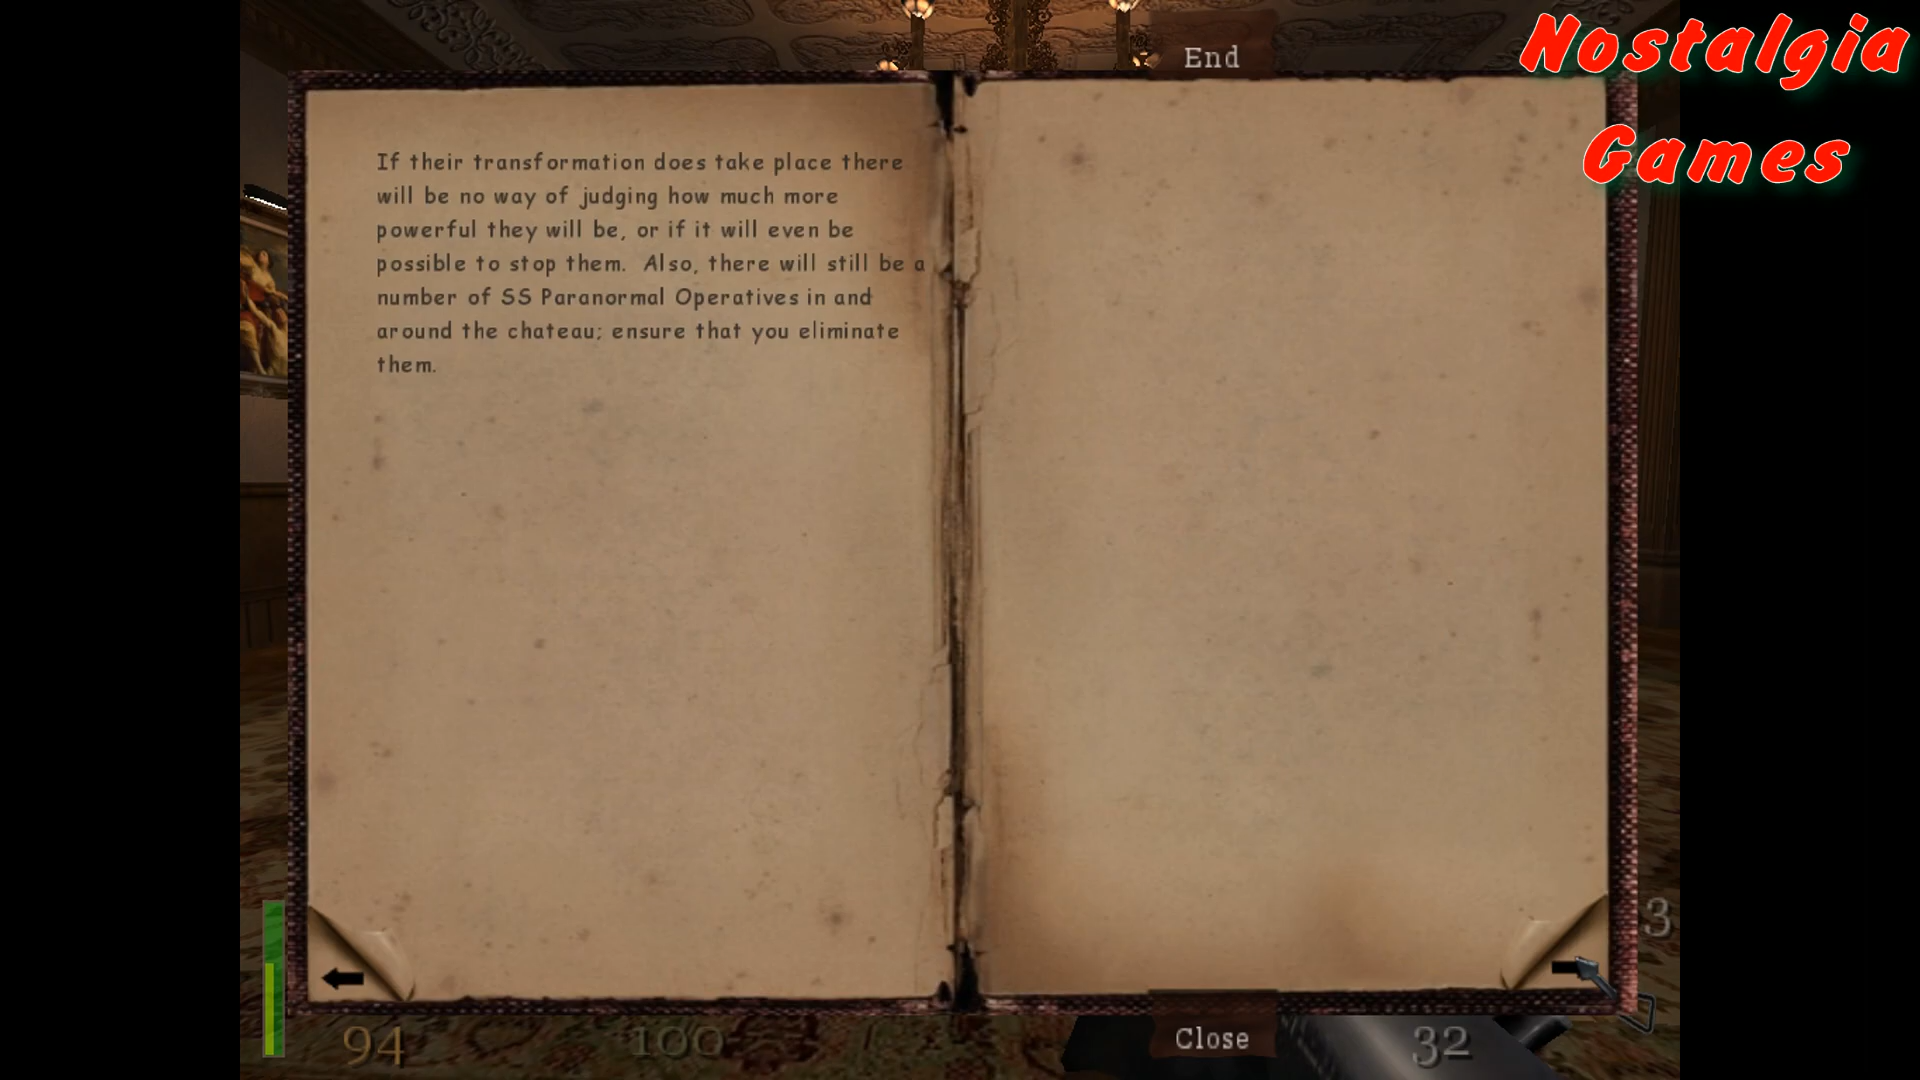 End
Nostalgia
Games
If their transformation does take place there
will be no way of judging how much more
powerful they will be, or if it will even be
possible to stop them.  Also, there will still be a
number of SS Paranormal Operatives in and
around the chateau; ensure that you eliminate
them.
3
94
100
Close
32